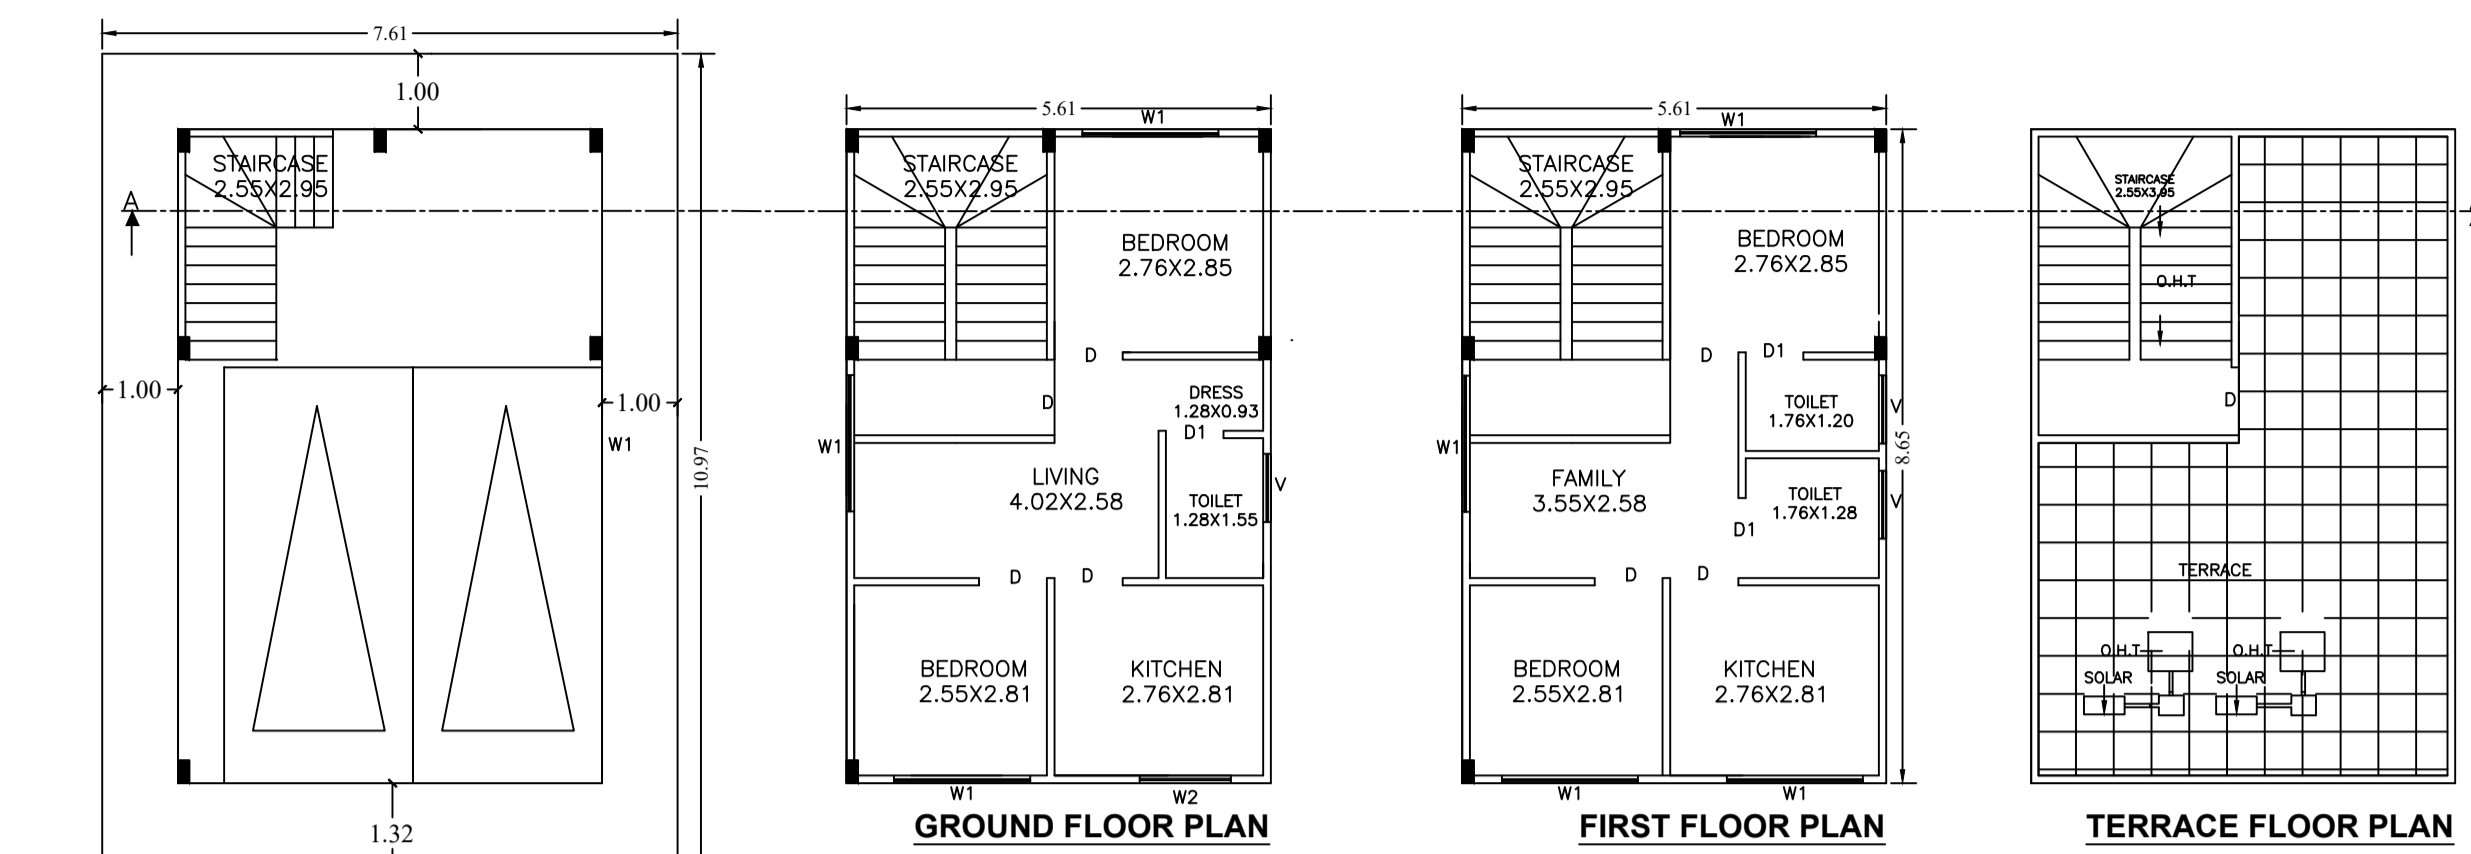 7.61
1.00
STAIRCASE
2.55X2.95
A
1.00
1.00
W1
10.97
1.32
5.61
W1
STAIRCASE
2.55X2.95
BEDROOM
2.76X2.85
D
DRESS
1.28X0.93
D
D1
W1
LIVING
4.02X2.58
TOILET
1.28X1.55
V
D
D
BEDROOM
2.55X2.81
KITCHEN
2.76X2.81
W1
W2
GROUND FLOOR PLAN
5.61
W1
STAIRCASE
2.55X2.95
BEDROOM
2.76X2.85
D
D1
TOILET
1.76X1.20
V
8.65
W1
FAMILY
3.55X2.58
TOILET
1.76X1.28
V
D1
D
D
BEDROOM
2.55X2.81
KITCHEN
2.76X2.81
W1
W1
FIRST FLOOR PLAN
STAIRCASE
2.55X3.95
O.H.T
D
TERRACE
O.H.T
O.H.T
SOLAR
SOLAR
TERRACE FLOOR PLAN